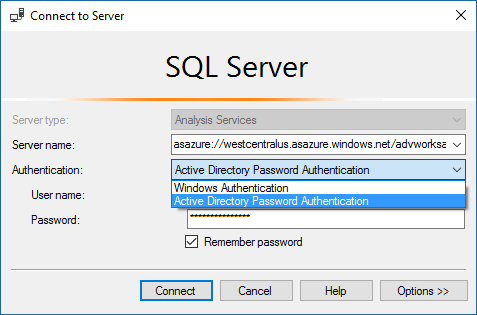 Connect to Server
SQL Server
Server type: Analysis Services
Server name: asazure://westcentralus.asazure.windows.net/advworksa
Authentication: Active Directory Password Authentication
Windows Authentication
User name: Active Directory Password Authentication
Password: **************
Remember password
Connect Cancel Help Options >>